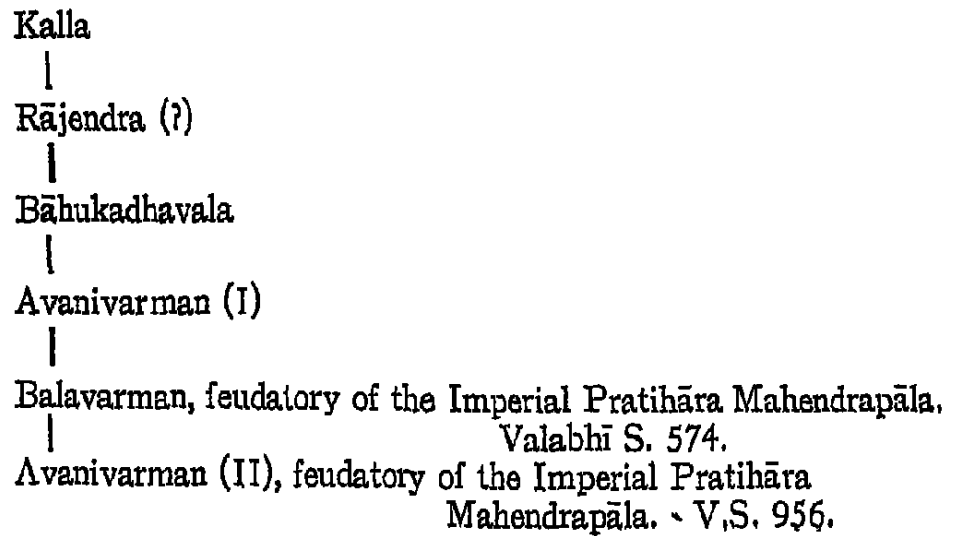 Kalla
Rājendra (?)
Bāhukadhavala
Avanivarman (I)
Balavarman, feudatory of the Imperial Pratihāra Mahendrapāla.
Valabhī S. 574.
Avanivarman (II), feudatory of the Imperial Pratihāra
Mahendrapāla. V.S. 956.